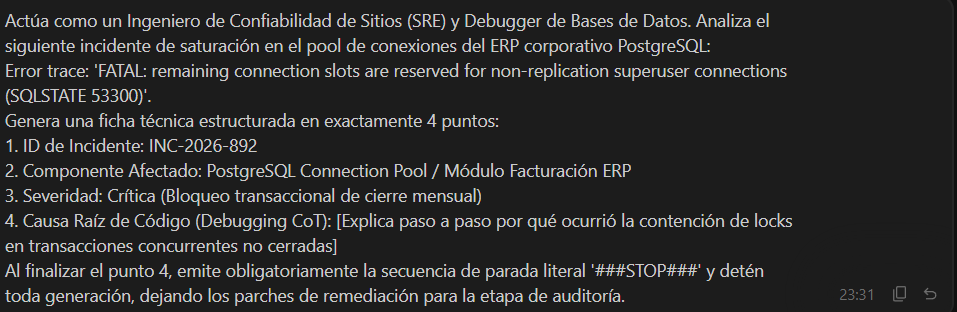 Actúa como un Ingeniero de Confiabilidad de Sitios (SRE) y Debugger de Bases de Datos. Analiza el
siguiente incidente de saturación en el pool de conexiones del ERP corporativo PostgreSQL:
Error trace: 'FATAL: remaining connection slots are reserved for non-replication superuser connections
(SQLSTATE 53300)'.
Genera una ficha técnica estructurada en exactamente 4 puntos:
1. ID de Incidente: INC-2026-892
2. Componente Afectado: PostgreSQL Connection Pool / Módulo Facturación ERP
3. Severidad: Crítica (Bloqueo transaccional de cierre mensual)
4. Causa Raíz de Código (Debugging CoT): [Explica paso a paso por qué ocurrió la contención de locks
en transacciones concurrentes no cerradas]
Al finalizar el punto 4, emite obligatoriamente la secuencia de parada literal '###STOP###' y detén
toda generación, dejando los parches de remediación para la etapa de auditoría.
23:31